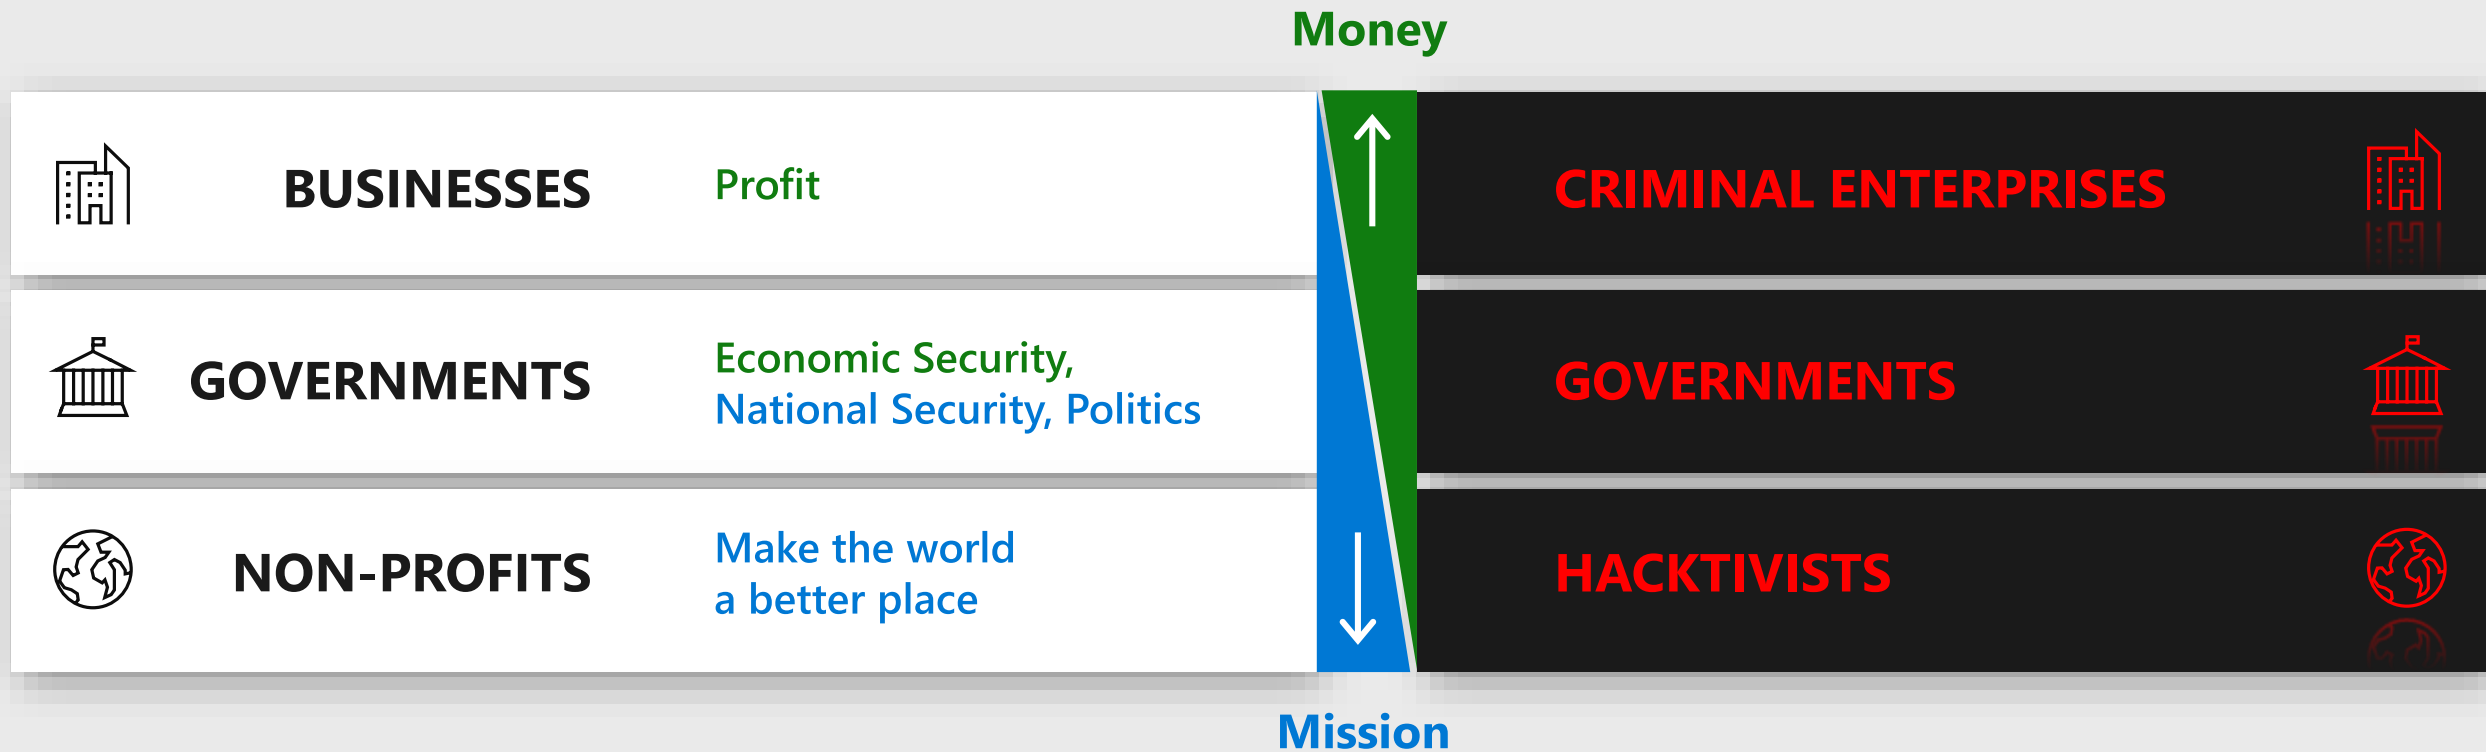 Money
BUSINESSES
Profit
CRIMINAL ENTERPRISES
GOVERNMENTS
Economic Security,
National Security, Politics
GOVERNMENTS
NON-PROFITS
Make the world
a better place
HACKTIVISTS
Mission